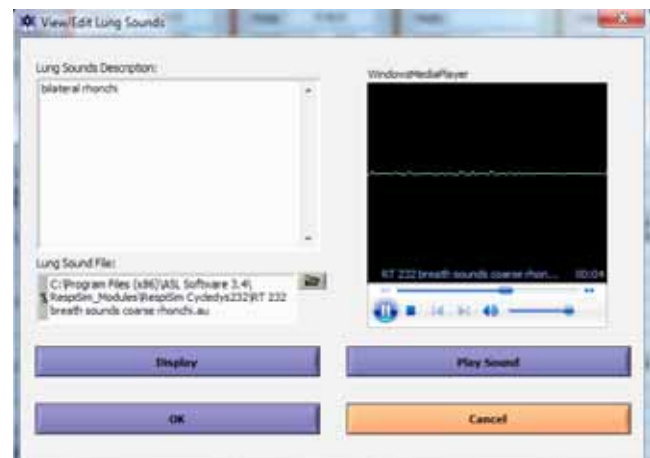 View/Edit Lung Sounds
Lung Sounds Description:
bilateral rhonchi
WindowsMediaPlayer
Lung Sound File:
C:\Program Files (x86)\ASL Software 3.4\
RespiSim_Modules\RespiSim Cycledys232\RT 232
breath sounds coarse rhonchi.au
RT 232 breath sounds coarse rhon... 00:04
Display
Play Sound
OK
Cancel